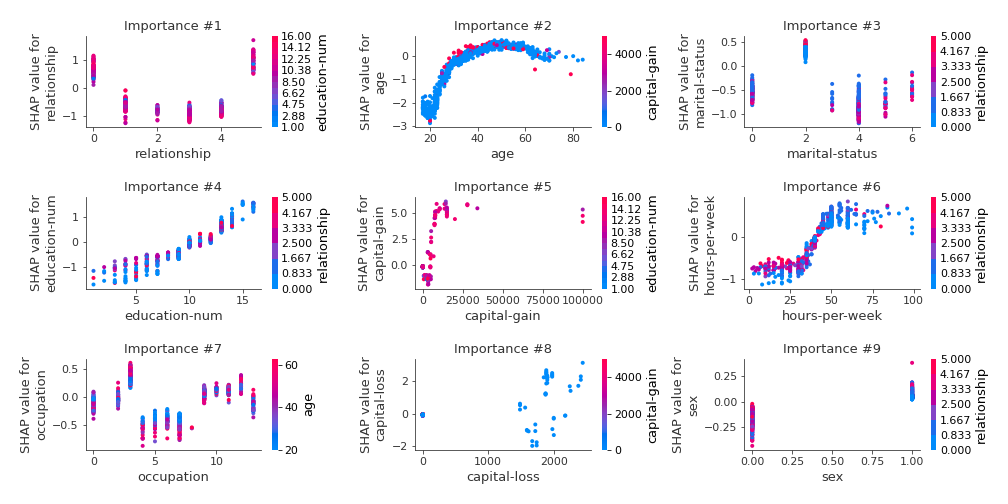 Importance #1
SHAP value for
relationship
1
0
−1
0
2
4
relationship
16.00
14.12
12.25
10.38
8.50
6.62
4.75
2.88
1.00
education-num
Importance #2
SHAP value for
age
0
−1
−2
−3
20
40
60
80
age
4000
2000
0
capital-gain
Importance #3
SHAP value for
marital-status
0.5
0.0
−0.5
−1.0
0
2
4
6
marital-status
5.000
4.167
3.333
2.500
1.667
0.833
0.000
relationship
Importance #4
SHAP value for
education-num
1
0
−1
5
10
15
education-num
5.000
4.167
3.333
2.500
1.667
0.833
0.000
relationship
Importance #5
SHAP value for
capital-gain
5.0
2.5
0.0
0
25000
50000
75000
100000
capital-gain
16.00
14.12
12.25
10.38
8.50
6.62
4.75
2.85
1.00
education-num
Importance #6
SHAP value for
hours-per-week
0
−1
0
25
50
75
100
hours-per-week
5.000
4.167
3.333
2.500
1.667
0.833
0.000
relationship
Importance #7
SHAP value for
occupation
0.5
0.0
−0.5
0
5
10
occupation
60
40
20
age
Importance #8
SHAP value for
capital-loss
2
0
−2
0
1000
2000
capital-loss
4000
2000
0
capital-gain
Importance #9
SHAP value for
sex
0.25
0.00
−0.25
0.00
0.25
0.50
0.75
1.00
sex
5.000
4.167
3.333
2.500
1.667
0.833
0.000
relationship